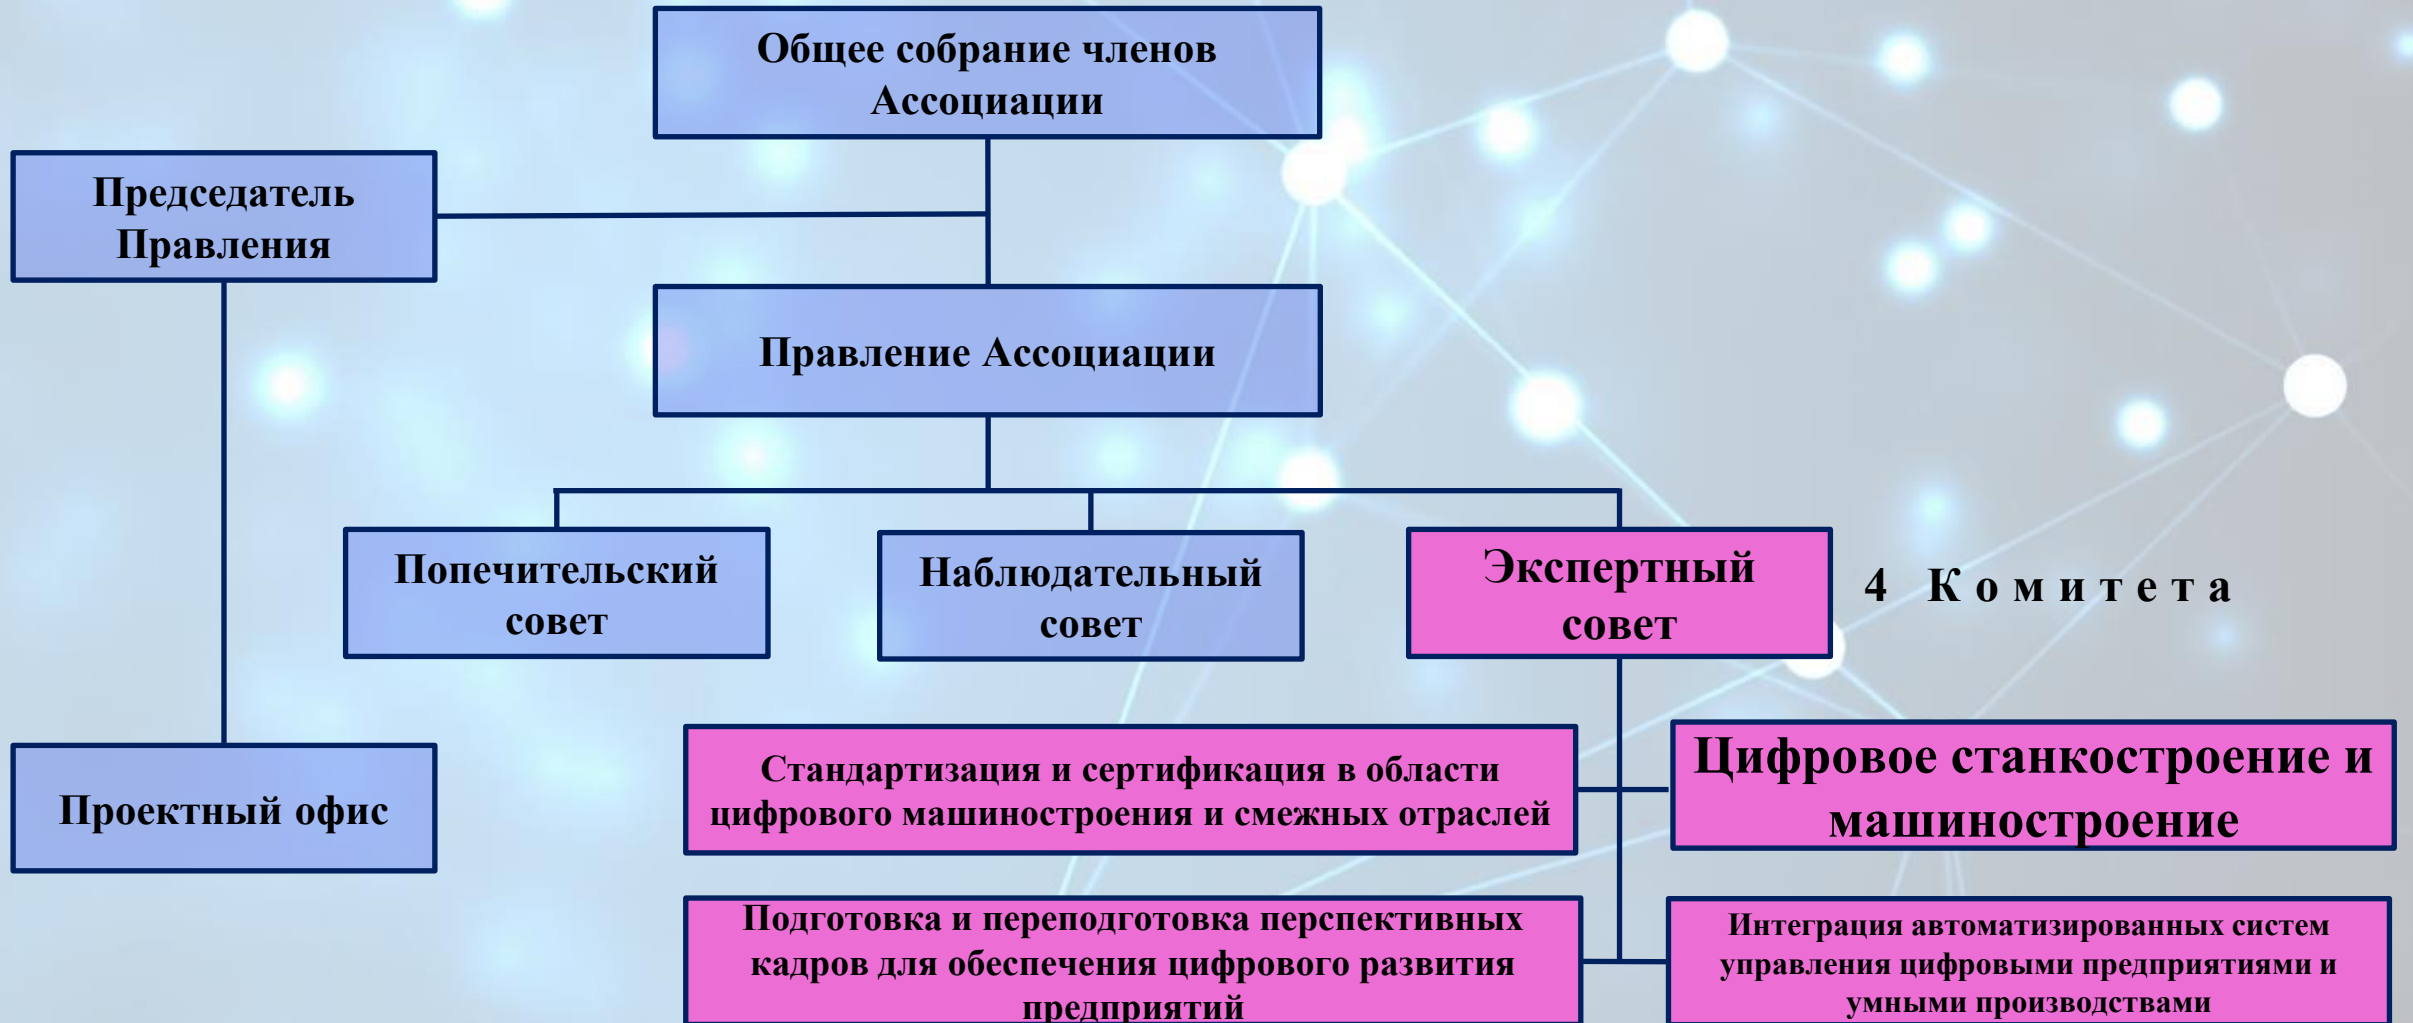 Общее собрание членов
Ассоциации
Председатель
Правления
Правление Ассоциации
Попечительский
совет
Наблюдательный
совет
Экспертный
совет
4 Комитета
Проектный офис
Стандартизация и сертификация в области
цифрового машиностроения и смежных отраслей
Цифровое станкостроение и
машиностроение
Подготовка и переподготовка перспективных
кадров для обеспечения цифрового развития
предприятий
Интеграция автоматизированных систем
управления цифровыми предприятиями и
умными производствами